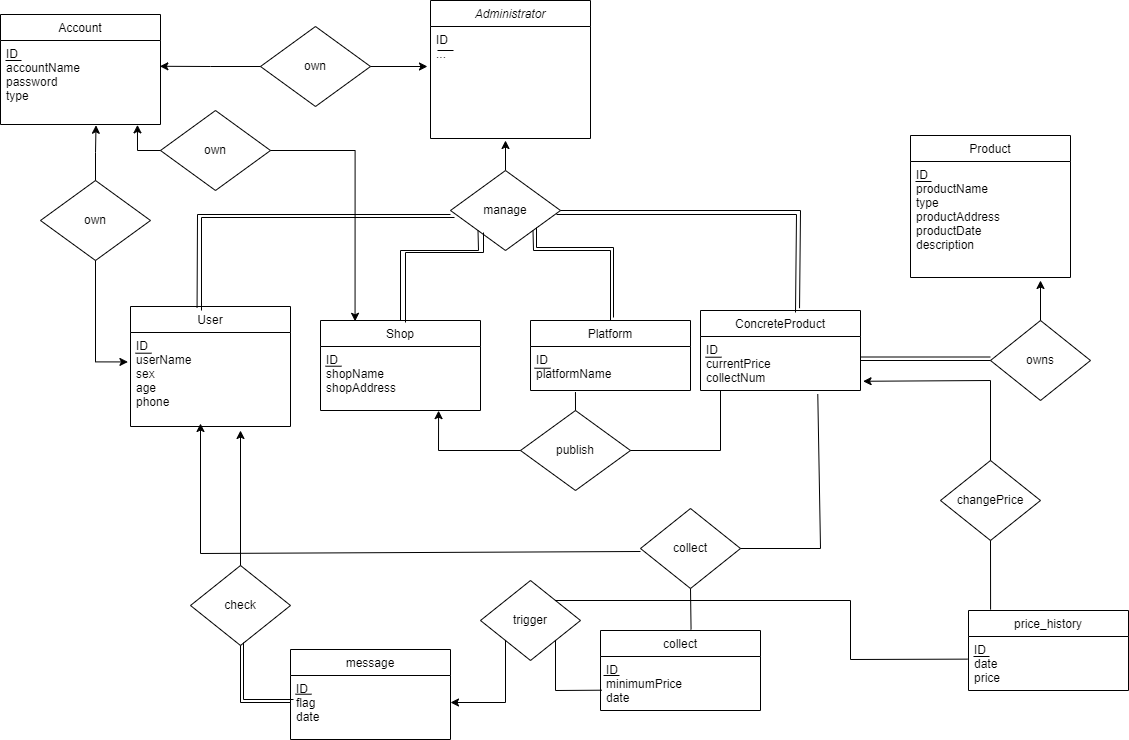 Account
ID
accountName
password
type
own
Administrator
ID
...
own
own
manage
Product
ID
productName
type
productAddress
productDate
description
User
ID
userName
sex
age
phone
Shop
ID
shopName
shopAddress
Platform
ID
platformName
ConcreteProduct
ID
currentPrice
collectNum
owns
publish
changePrice
collect
check
trigger
message
ID
flag
date
collect
ID
minimumPrice
date
price_history
ID
date
price